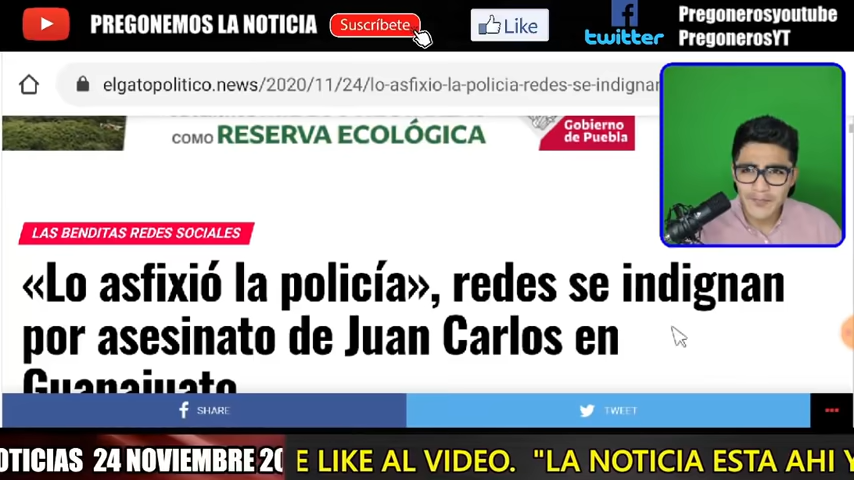 PREGONEMOS LA NOTICIA
Suscríbete
Like
twitter
Pregonerosyoutube
PregonerosYT
elgatopolitico.news/2020/11/24/lo-asfixio-la-policia-redes-se-indignan
COMO RESERVA ECOLÓGICA
Gobierno
de Puebla
LAS BENDITAS REDES SOCIALES
«Lo asfixió la policía», redes se indignan
por asesinato de Juan Carlos en
Guanajuato
SHARE
TWEET
OTICIAS 24 NOVIEMBRE 20
E LIKE AL VIDEO. "LA NOTICIA ESTA AHI Y